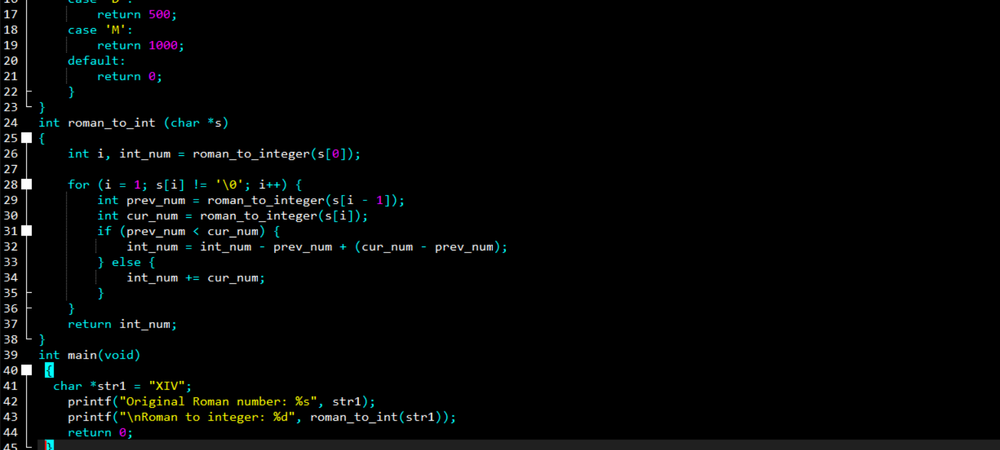 16 case 'D':
17 return 500;
18 case 'M':
19 return 1000;
20 default:
21 return 0;
22 }
23 }
24 int roman_to_int (char *s)
25 {
26 int i, int_num = roman_to_integer(s[0]);
27
28 for (i = 1; s[i] != '\0'; i++) {
29 int prev_num = roman_to_integer(s[i - 1]);
30 int cur_num = roman_to_integer(s[i]);
31 if (prev_num < cur_num) {
32 int_num = int_num - prev_num + (cur_num - prev_num);
33 } else {
34 int_num += cur_num;
35 }
36 }
37 return int_num;
38 }
39 int main(void)
40 {
41 char *str1 = "XIV";
42 printf("Original Roman number: %s", str1);
43 printf("\nRoman to integer: %d", roman_to_int(str1));
44 return 0;
45 }